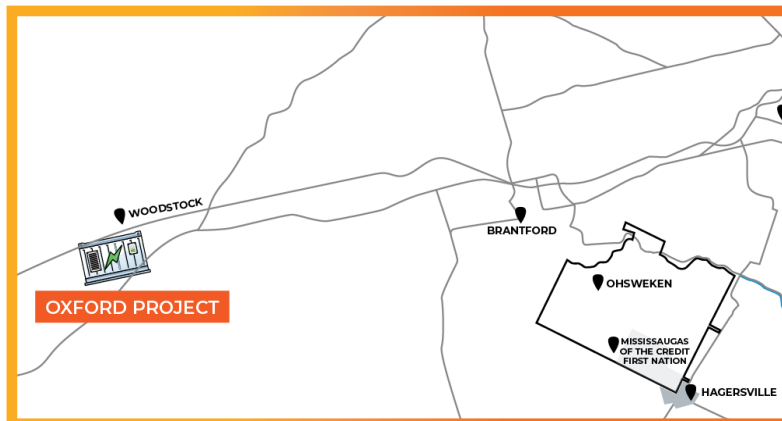 WOODSTOCK
OXFORD PROJECT
BRANTFORD
OHSWEKEN
MISSISSAUGAS
OF THE CREDIT
FIRST NATION
HAGERSVILLE